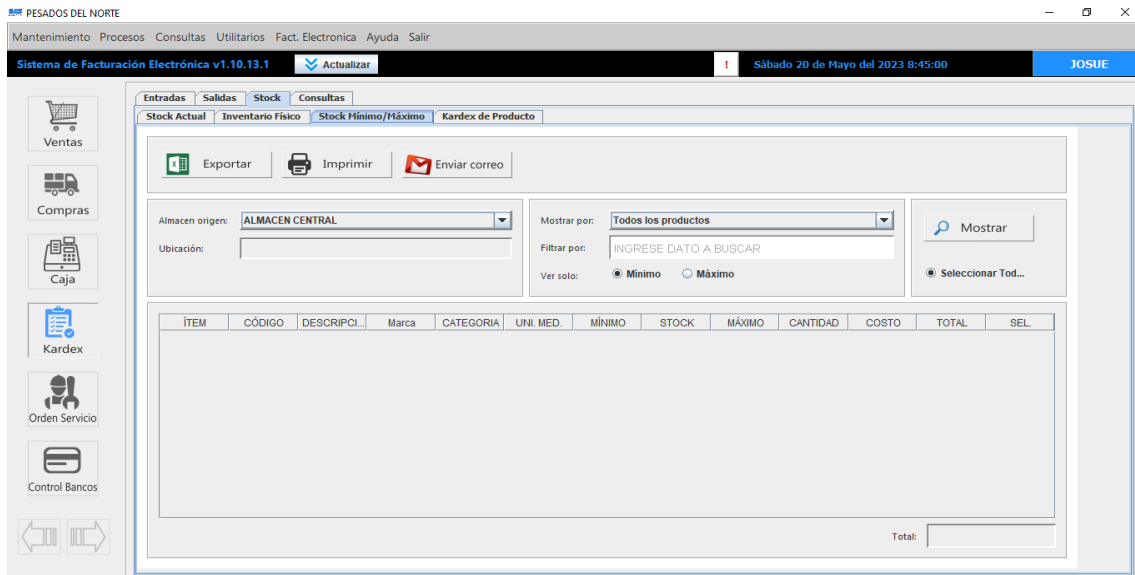 PESADOS DEL NORTE
Mantenimiento Procesos Consultas Utilitarios Fact. Electronica Ayuda Salir
Sistema de Facturación Electrónica v1.10.13.1 Actualizar ! Sábado 20 de Mayo del 2023 8:45:00 JOSUE
Entradas Salidas Stock Consultas
Stock Actual Inventario Físico Stock Mínimo/Máximo Kardex de Producto
Ventas
Compras
Caja
Kardex
Orden Servicio
Control Bancos
Exportar Imprimir Enviar correo
Almacen origen: ALMACEN CENTRAL
Ubicación:
Mostrar por: Todos los productos
Filtrar por: INGRESE DATO A BUSCAR
Ver solo: Mínimo Máximo
Mostrar
Seleccionar Tod...
ÍTEM CÓDIGO DESCRIPCI... Marca CATEGORIA UNI. MED. MÍNIMO STOCK MÁXIMO CANTIDAD COSTO TOTAL SEL.
Total: